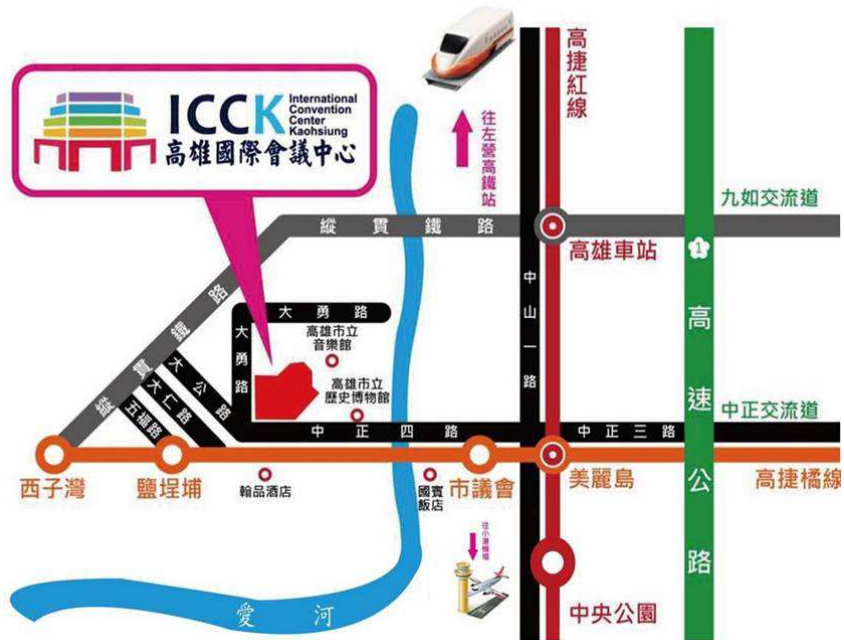 ICCK
International
Convention
Center
Kaohsiung
高雄國際會議中心
往左營高鐵站
高捷紅線
九如交流道
縱貫鐵路
高雄車站
1
高速公路
中山一路
縱貫鐵路
大勇路
大勇路
高雄市立
音樂館
高雄市立
歷史博物館
大公路
大仁路
五福路
中正四路
中正三路
中正交流道
西子灣
鹽埕埔
翰品酒店
國賓
飯店
市議會
美麗島
高捷橘線
往小港機場
愛河
中央公園